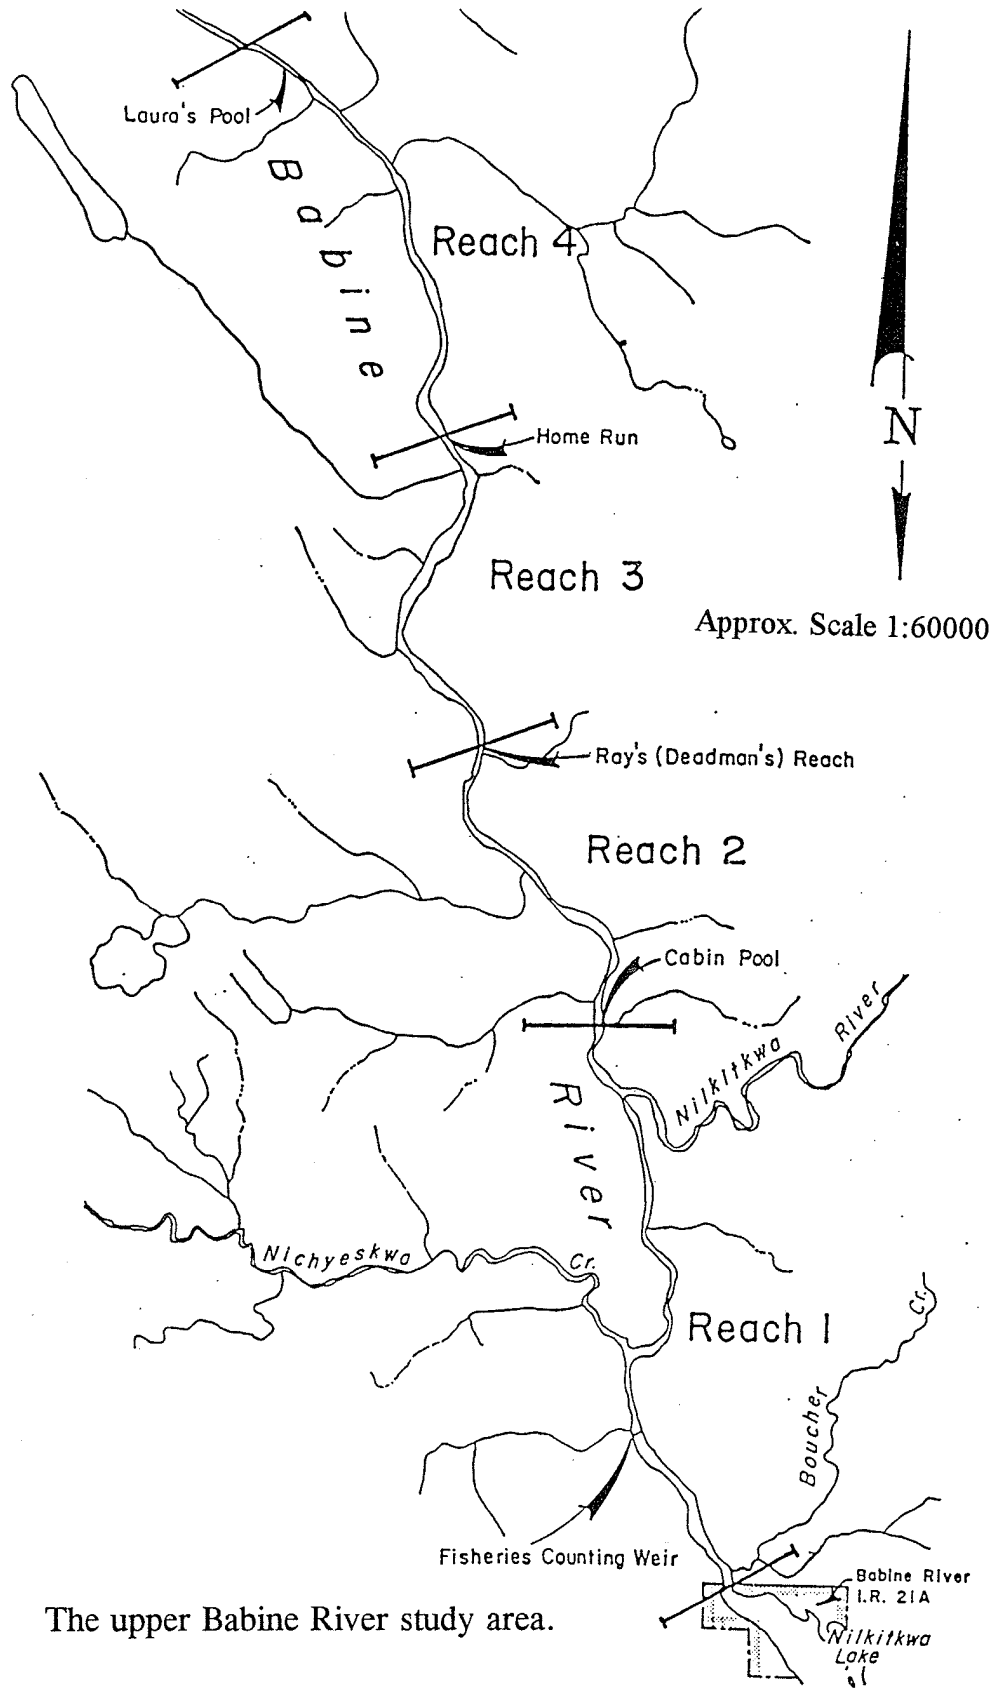 Laura's Pool
Babine
Reach 4
Home Run
N
Reach 3
Approx. Scale 1:60000
Ray's (Deadman's) Reach
Reach 2
Cabin Pool
Nilkitkwa River
River
Nichyeskwa Cr.
Reach 1
Boucher Cr.
Fisheries Counting Weir
Babine River
I.R. 21A
Nilkitkwa
Lake
The upper Babine River study area.